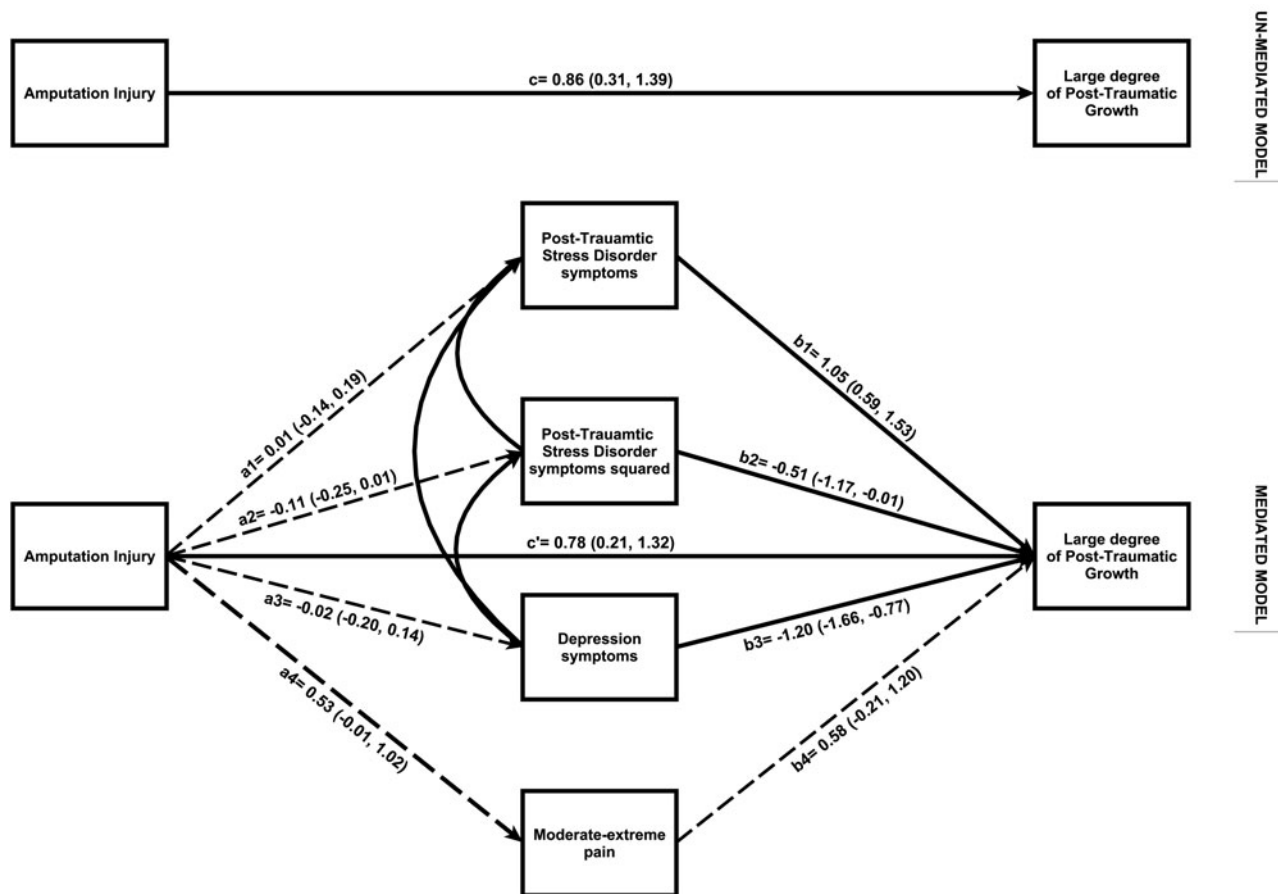 UN-MEDIATED MODEL
Amputation Injury
c= 0.86 (0.31, 1.39)
Large degree
of Post-Traumatic
Growth
Post-Trauamtic
Stress Disorder
symptoms
b1= 1.05 (0.59, 1.53)
a1= 0.01 (-0.14, 0.19)
Post-Trauamtic
Stress Disorder
symptoms squared
b2= -0.51 (-1.17, -0.01)
a2= -0.11 (-0.25, 0.01)
MEDIATED MODEL
Amputation Injury
c'= 0.78 (0.21, 1.32)
Large degree
of Post-Traumatic
Growth
a3= -0.02 (-0.20, 0.14)
Depression
symptoms
b3= -1.20 (-1.66, -0.77)
a4= 0.53 (-0.01, 1.02)
b4= 0.58 (-0.21, 1.20)
Moderate-extreme
pain